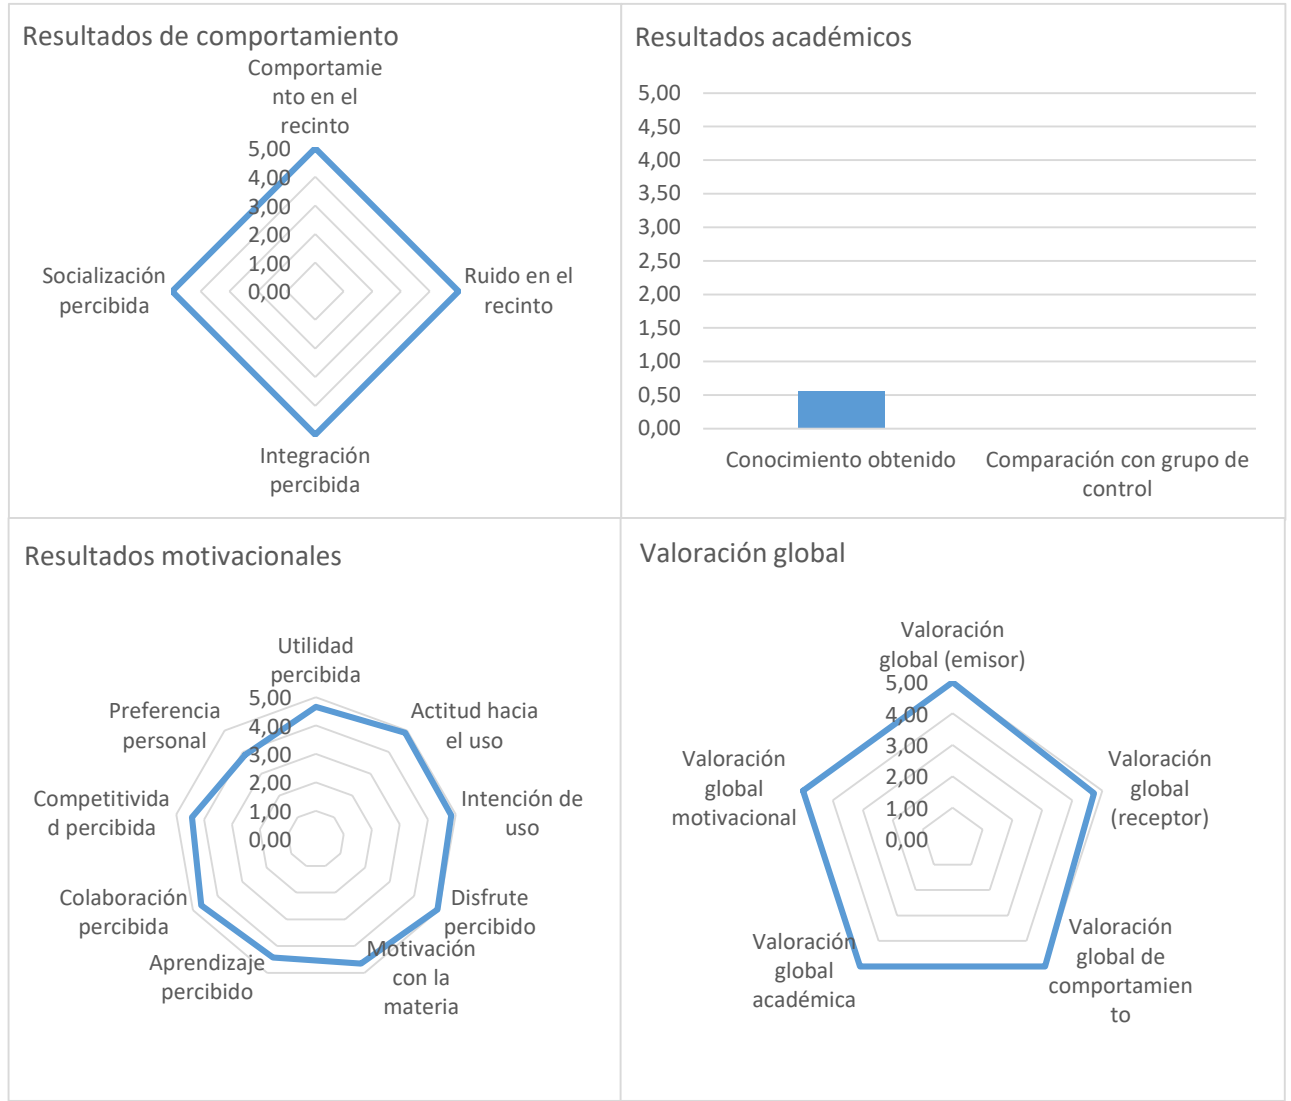 Resultados de comportamiento
Comportamie
nto en el
recinto
5,00
4,00
3,00
2,00
1,00
0,00
Socialización
percibida
Ruido en el
recinto
Integración
percibida
Resultados académicos
5,00
4,50
4,00
3,50
3,00
2,50
2,00
1,50
1,00
0,50
0,00
Conocimiento obtenido
Comparación con grupo de
control
Resultados motivacionales
Utilidad
percibida
5,00
4,00
3,00
2,00
1,00
0,00
Actitud hacia
el uso
Intención de
uso
Disfrute
percibido
Motivación
con la
materia
Aprendizaje
percibido
Colaboración
percibida
Competitivida
d percibida
Preferencia
personal
Valoración global
Valoración
global (emisor)
5,00
4,00
3,00
2,00
1,00
0,00
Valoración
global
(receptor)
Valoración
global de
comportamien
to
Valoración
global
académica
Valoración
global
motivacional